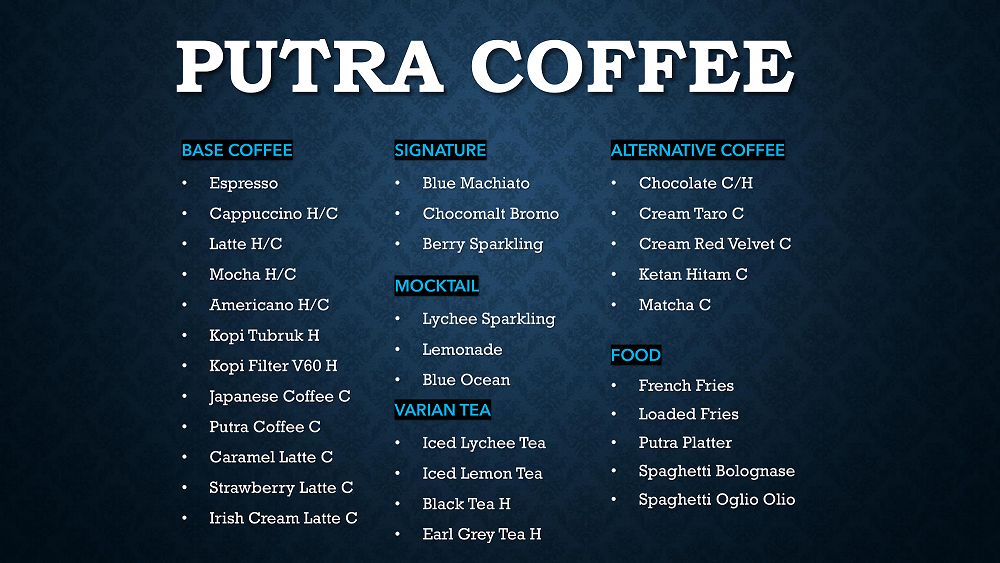 PUTRA COFFEE
BASE COFFEE
• Espresso
• Cappuccino H/C
• Latte H/C
• Mocha H/C
• Americano H/C
• Kopi Tubruk H
• Kopi Filter V60 H
• Japanese Coffee C
• Putra Coffee C
• Caramel Latte C
• Strawberry Latte C
• Irish Cream Latte C
SIGNATURE
• Blue Machiato
• Chocomalt Bromo
• Berry Sparkling
MOCKTAIL
• Lychee Sparkling
• Lemonade
• Blue Ocean
VARIAN TEA
• Iced Lychee Tea
• Iced Lemon Tea
• Black Tea H
• Earl Grey Tea H
ALTERNATIVE COFFEE
• Chocolate C/H
• Cream Taro C
• Cream Red Velvet C
• Ketan Hitam C
• Matcha C
FOOD
• French Fries
• Loaded Fries
• Putra Platter
• Spaghetti Bolognase
• Spaghetti Oglio Olio